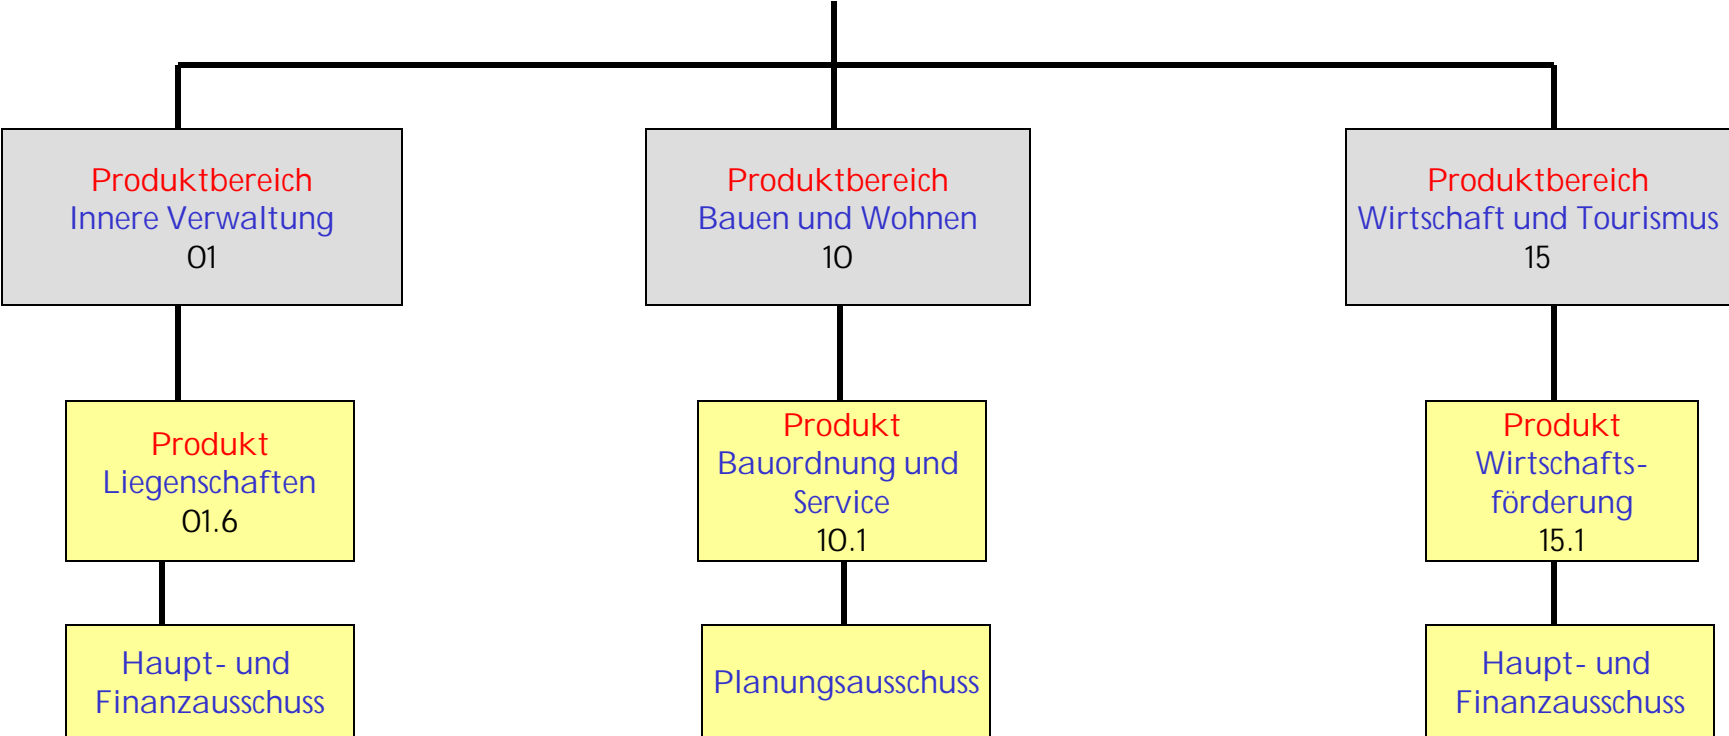 Produktbereich
Innere Verwaltung
01
Produktbereich
Bauen und Wohnen
10
Produktbereich
Wirtschaft und Tourismus
15
Produkt
Liegenschaften
01.6
Produkt
Bauordnung und
Service
10.1
Produkt
Wirtschafts-
förderung
15.1
Haupt- und
Finanzausschuss
Planungsausschuss
Haupt- und
Finanzausschuss